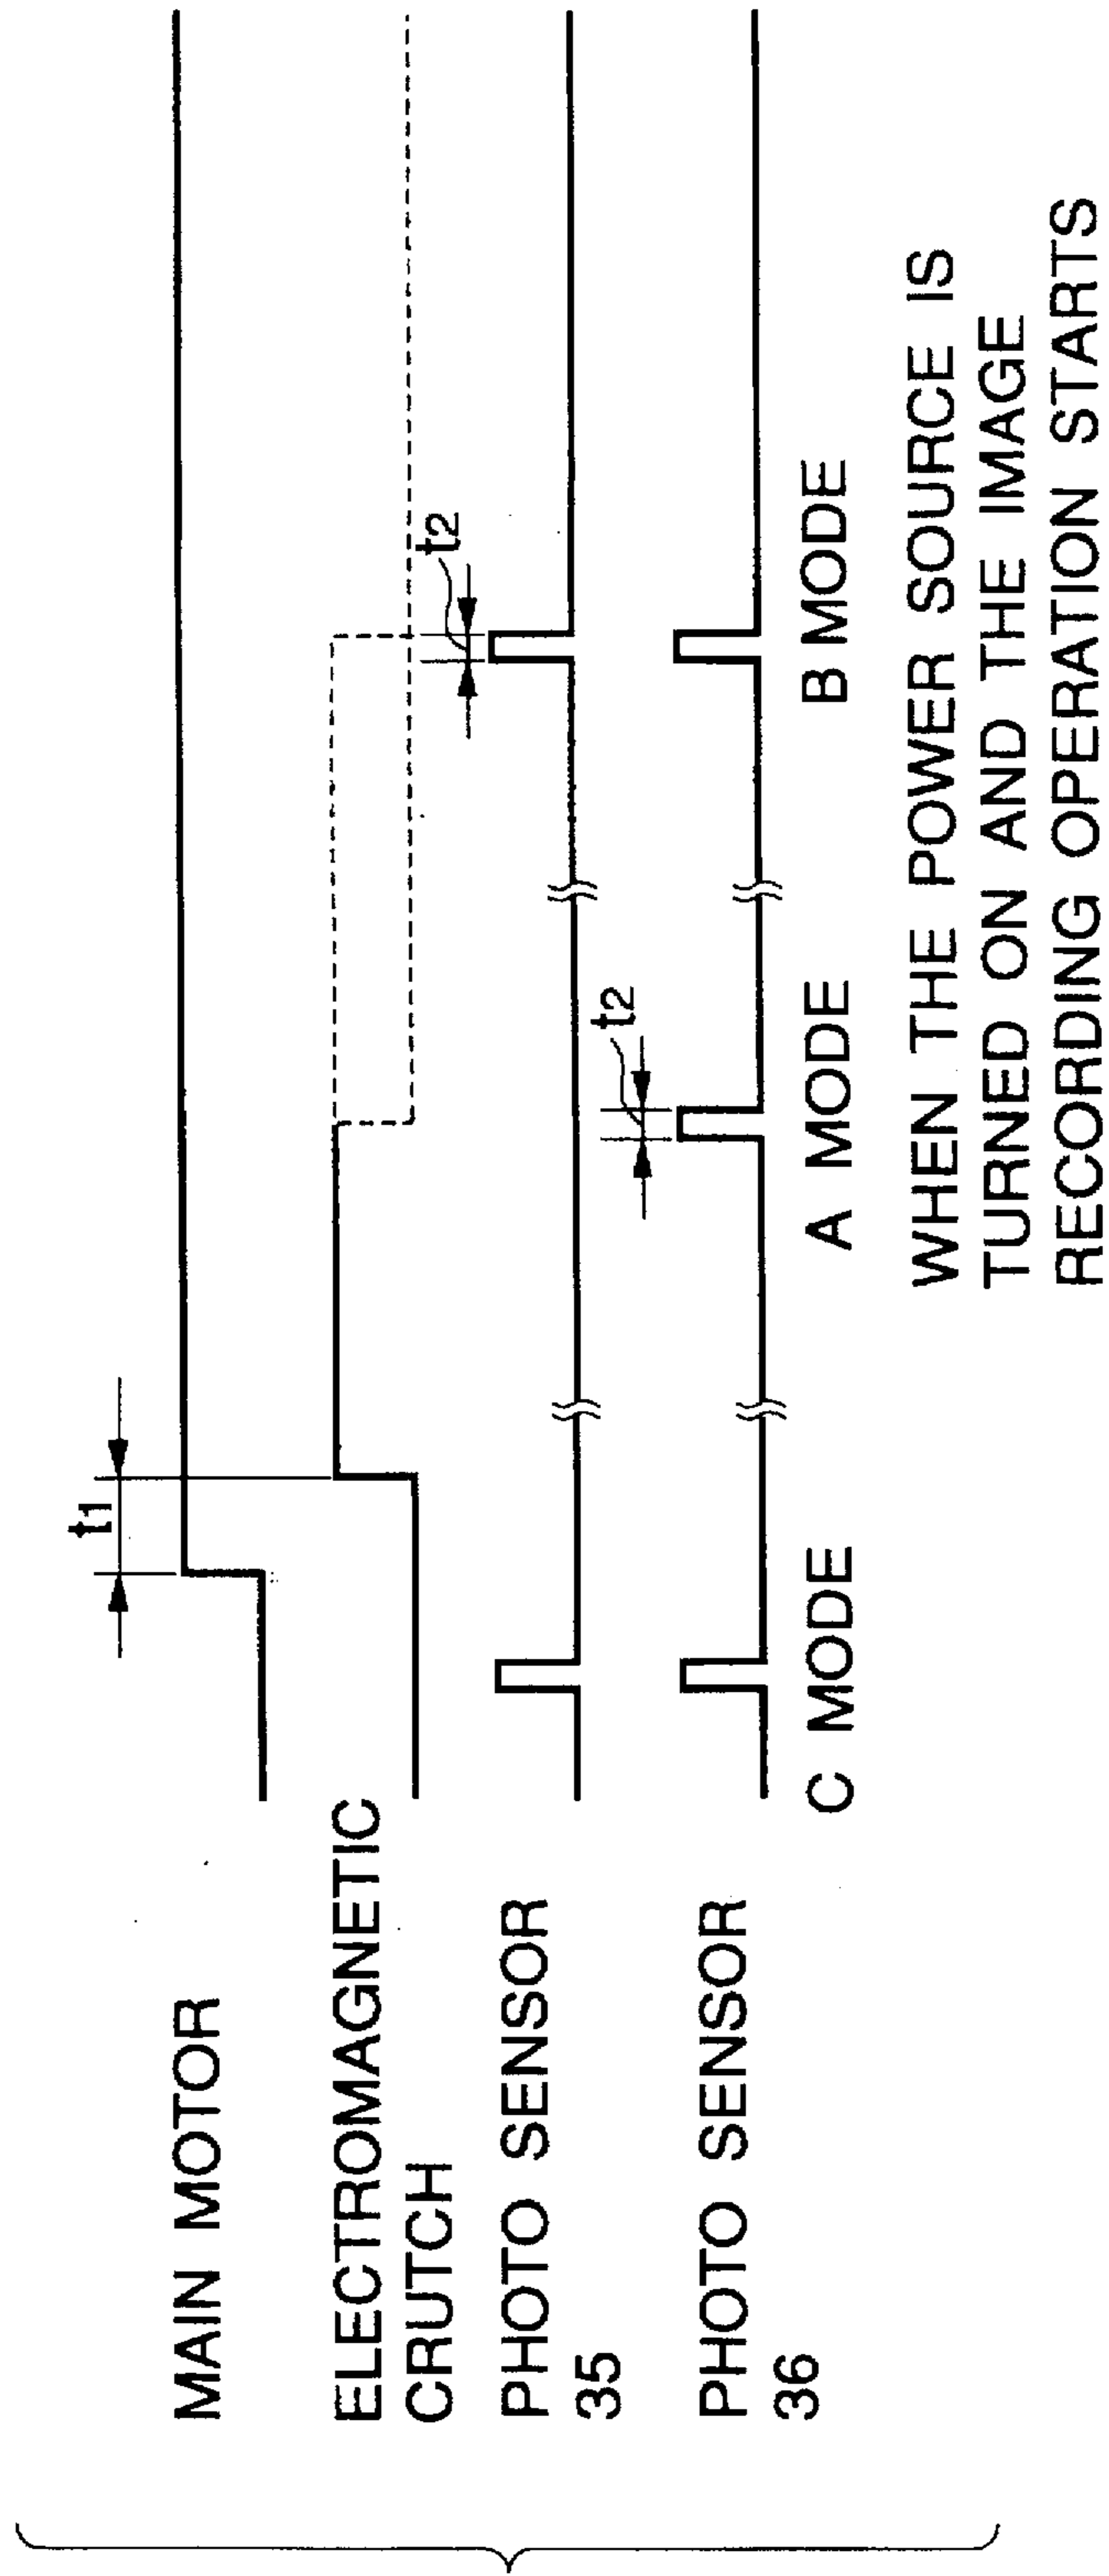 t1
MAIN MOTOR
ELECTROMAGNETIC
CRUTCH
t2
PHOTO SENSOR
35
t2
PHOTO SENSOR
36
C MODE
A MODE
B MODE
WHEN THE POWER SOURCE IS
TURNED ON AND THE IMAGE
RECORDING OPERATION STARTS